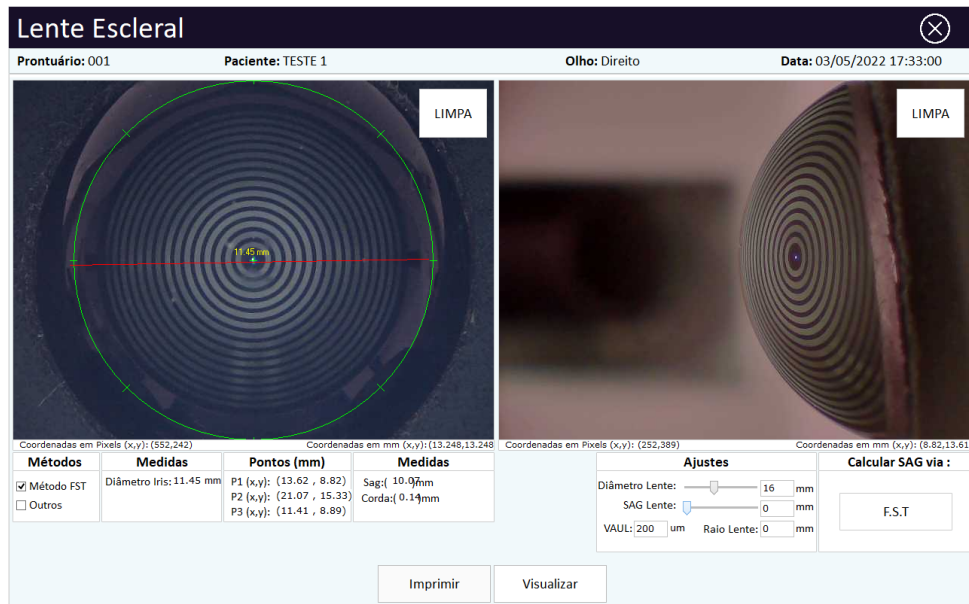 Lente Escleral
Prontuário: 001 Paciente: TESTE 1 Olho: Direito Data: 03/05/2022 17:33:00
LIMPA
11.45 mm
LIMPA
Coordenadas em Pixels (x,y): (552,242) Coordenadas em mm (x,y): (13.248,13.248
Coordenadas em Pixels (x,y): (252,389) Coordenadas em mm (x,y): (8.82,13.61
Métodos
Método FST
Outros
Medidas
Diâmetro Iris: 11.45 mm
Pontos (mm)
P1 (x,y): (13.62 , 8.82)
P2 (x,y): (21.07 , 15.33)
P3 (x,y): (11.41 , 8.89)
Medidas
Sag:( 10.07)mm
Corda:( 0.14)mm
Ajustes
Diâmetro Lente: 16 mm
SAG Lente: 0 mm
VAUL: 200 um Raio Lente: 0 mm
Calcular SAG via :
F.S.T
Imprimir Visualizar